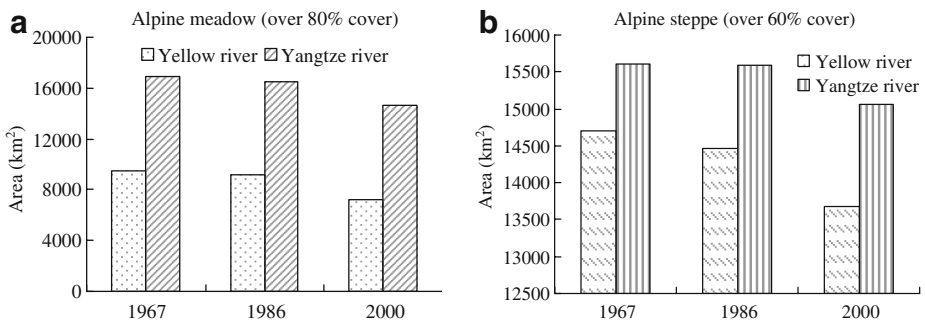 a
Alpine meadow (over 80% cover)
20000
16000
12000
8000
4000
0
Area (km²)
Yellow river
Yangtze river
1967
1986
2000
b
Alpine steppe (over 60% cover)
16000
15500
15000
14500
14000
13500
13000
12500
Area (km²)
Yellow river
Yangtze river
1967
1986
2000